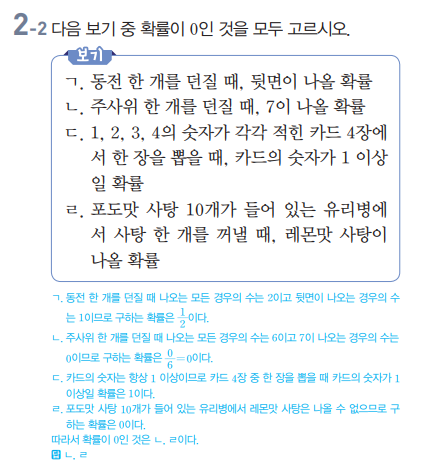 2-2 다음 보기 중 확률이 0인 것을 모두 고르시오.
보기
ㄱ. 동전 한 개를 던질 때, 뒷면이 나올 확률
ㄴ. 주사위 한 개를 던질 때, 7이 나올 확률
ㄷ. 1, 2, 3, 4의 숫자가 각각 적힌 카드 4장에
서 한 장을 뽑을 때, 카드의 숫자가 1 이상
일 확률
ㄹ. 포도맛 사탕 10개가 들어 있는 유리병에
서 사탕 한 개를 꺼낼 때, 레몬맛 사탕이
나올 확률
ㄱ. 동전 한 개를 던질 때 나오는 모든 경우의 수는 2이고 뒷면이 나오는 경우의 수
는 1이므로 구하는 확률은 1/2이다.
ㄴ. 주사위 한 개를 던질 때 나오는 모든 경우의 수는 6이고 7이 나오는 경우의 수는
0이므로 구하는 확률은 0/6=0이다.
ㄷ. 카드의 숫자는 항상 1 이상이므로 카드 4장 중 한 장을 뽑을 때 카드의 숫자가 1
이상일 확률은 1이다.
ㄹ. 포도맛 사탕 10개가 들어 있는 유리병에서 레몬맛 사탕은 나올 수 없으므로 구
하는 확률은 0이다.
따라서 확률이 0인 것은 ㄴ, ㄹ이다.
답 ㄴ, ㄹ